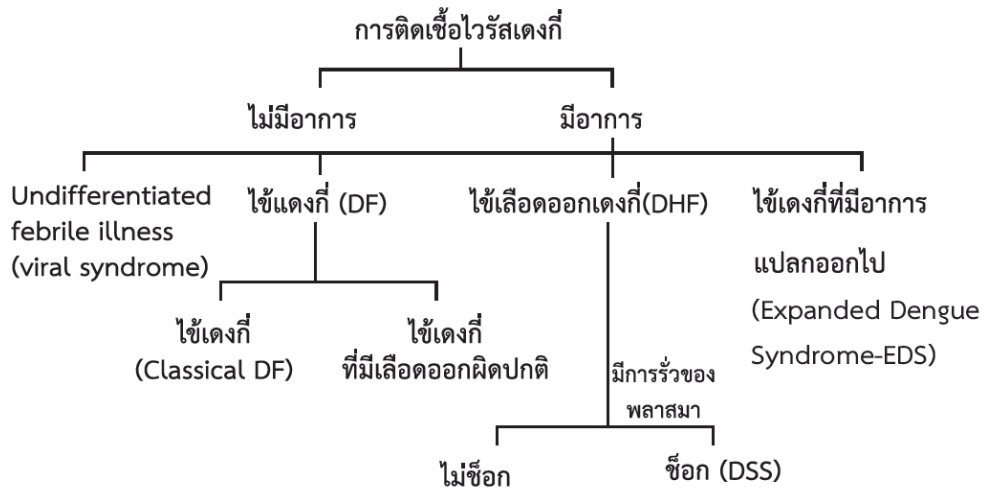 การติดเชื้อไวรัสเดงกี่
ไม่มีอาการ
มีอาการ
Undifferentiated
febrile illness
(viral syndrome)
ไข้แดงกี่ (DF)
ไข้เลือดออกเดงกี่(DHF)
ไข้เดงกี่ที่มีอาการ
แปลกออกไป
(Expanded Dengue
Syndrome-EDS)
ไข้เดงกี่
(Classical DF)
ไข้เดงกี่
ที่มีเลือดออกผิดปกติ
มีการรั่วของ
พลาสมา
ไม่ช็อก
ช็อก (DSS)